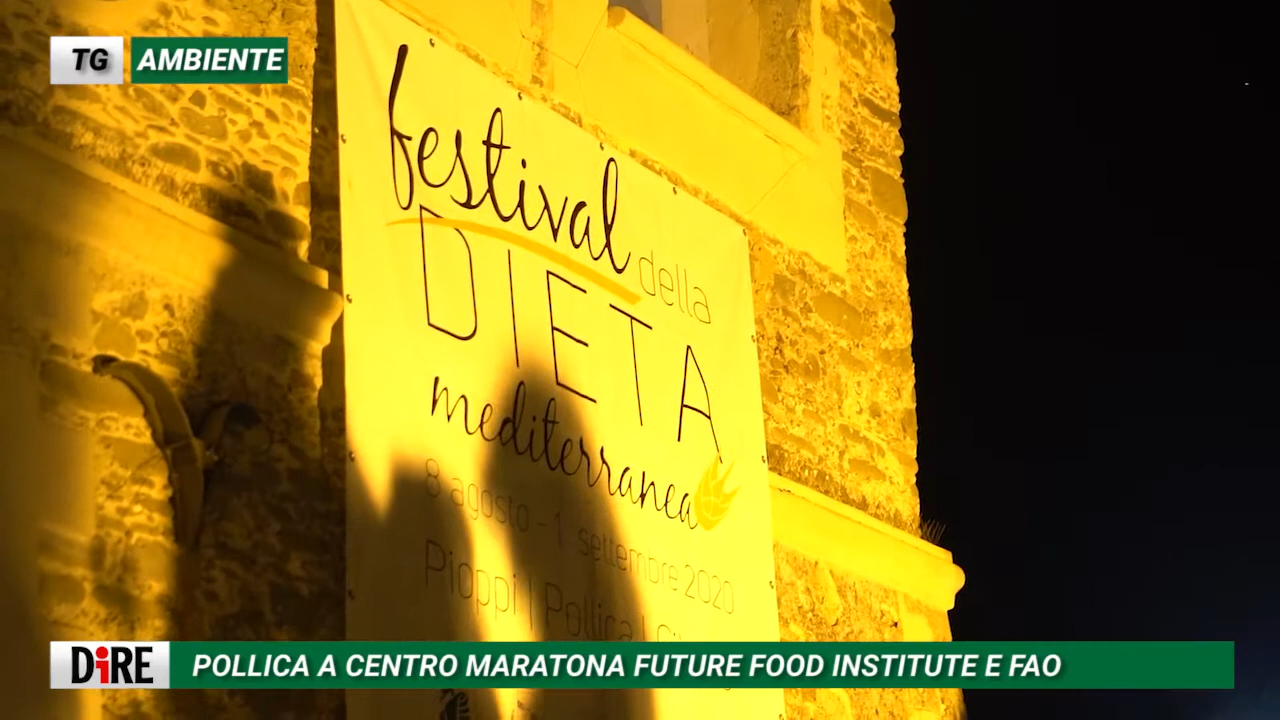 TG AMBIENTE
festival della
DIETA
mediterranea
8 agosto - 1 settembre 2020
Pioppi | Pollica |
DiRE POLLICA A CENTRO MARATONA FUTURE FOOD INSTITUTE E FAO